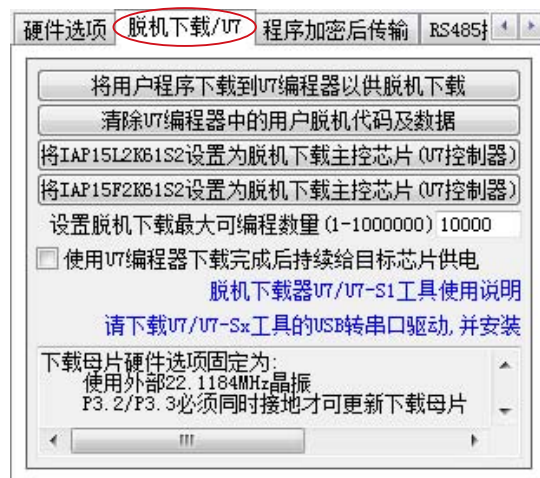 硬件选项 脱机下载/U7 程序加密后传输 RS485
将用户程序下载到U7编程器以供脱机下载
清除U7编程器中的用户脱机代码及数据
将IAP15L2K61S2设置为脱机下载主控芯片(U7控制器)
将IAP15F2K61S2设置为脱机下载主控芯片(U7控制器)
设置脱机下载最大可编程数量(1-1000000) 10000
使用U7编程器下载完成后持续给目标芯片供电
脱机下载器U7/U7-S1工具使用说明
请下载U7/U7-Sx工具的USB转串口驱动,并安装
下载母片硬件选项固定为:
使用外部22.1184MHz晶振
P3.2/P3.3必须同时接地才可更新下载母片